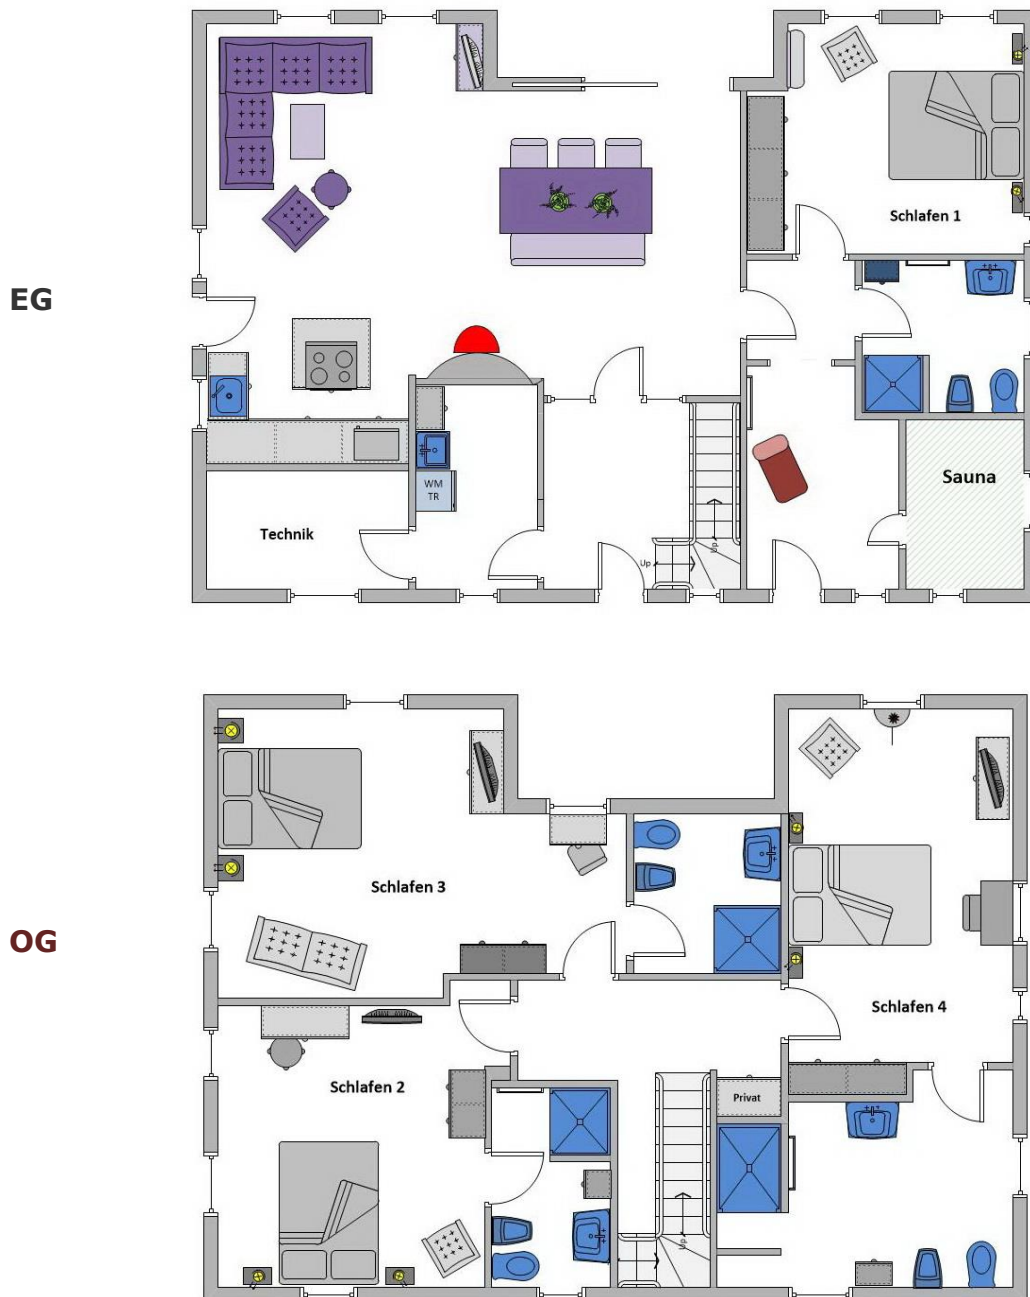 EG
Schlafen 1
Sauna
WM
TR
Technik
Up
Up
OG
Schlafen 3
Schlafen 4
Schlafen 2
Privat
Up